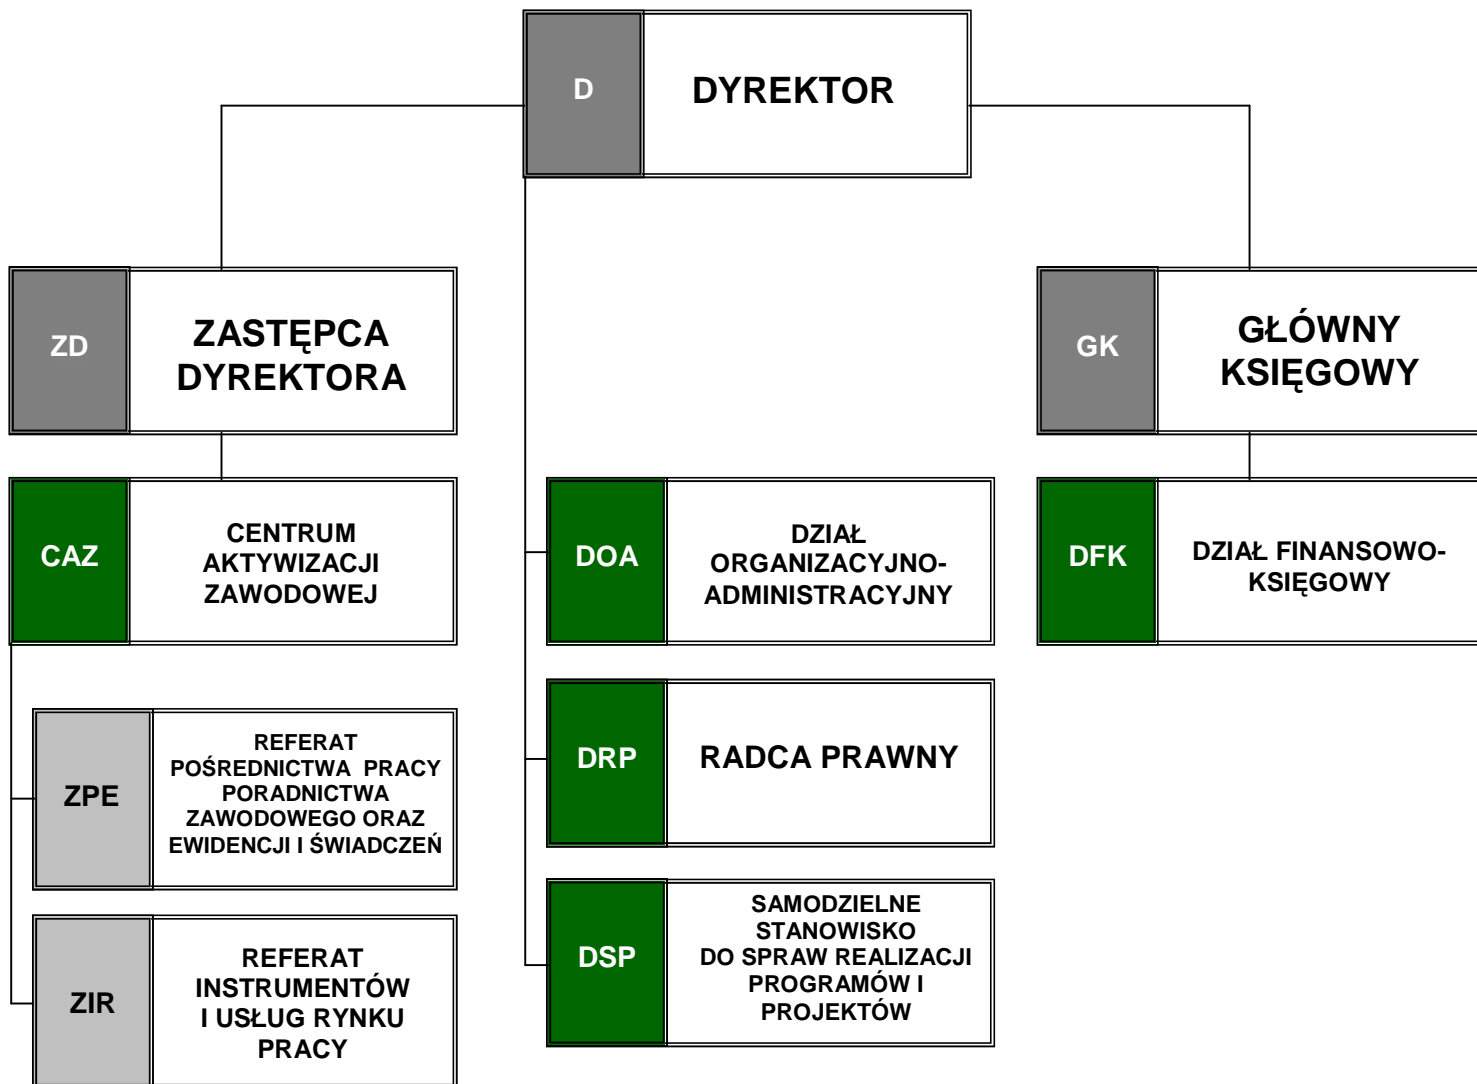 D
DYREKTOR
ZD
ZASTĘPCA
DYREKTORA
GK
GŁÓWNY
KSIĘGOWY
CAZ
CENTRUM
AKTYWIZACJI
ZAWODOWEJ
DOA
DZIAŁ
ORGANIZACYJNO-
ADMINISTRACYJNY
DFK
DZIAŁ FINANSOWO-
KSIĘGOWY
ZPE
REFERAT
POŚREDNICTWA PRACY
PORADNICTWA
ZAWODOWEGO ORAZ
EWIDENCJI I ŚWIADCZEŃ
DRP
RADCA PRAWNY
ZIR
REFERAT
INSTRUMENTÓW
I USŁUG RYNKU
PRACY
DSP
SAMODZIELNE
STANOWISKO
DO SPRAW REALIZACJI
PROGRAMÓW I
PROJEKTÓW